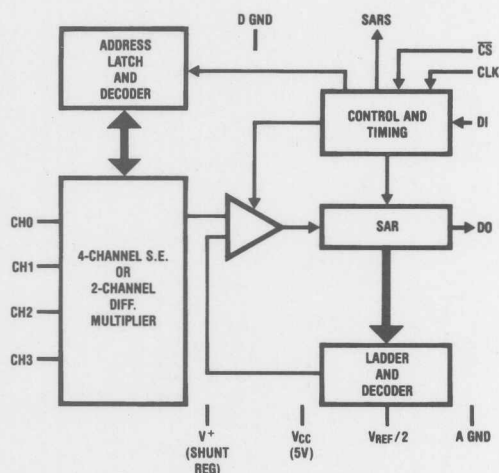 D GND
SARS
CS
CLK
DI
ADDRESS
LATCH
AND
DECODER
CONTROL AND
TIMING
CH0
CH1
CH2
CH3
4-CHANNEL S.E.
OR
2-CHANNEL
DIFF.
MULTIPLIER
SAR
DO
LADDER
AND
DECODER
V+
(SHUNT
REG)
VCC
(5V)
VREF/2
A GND